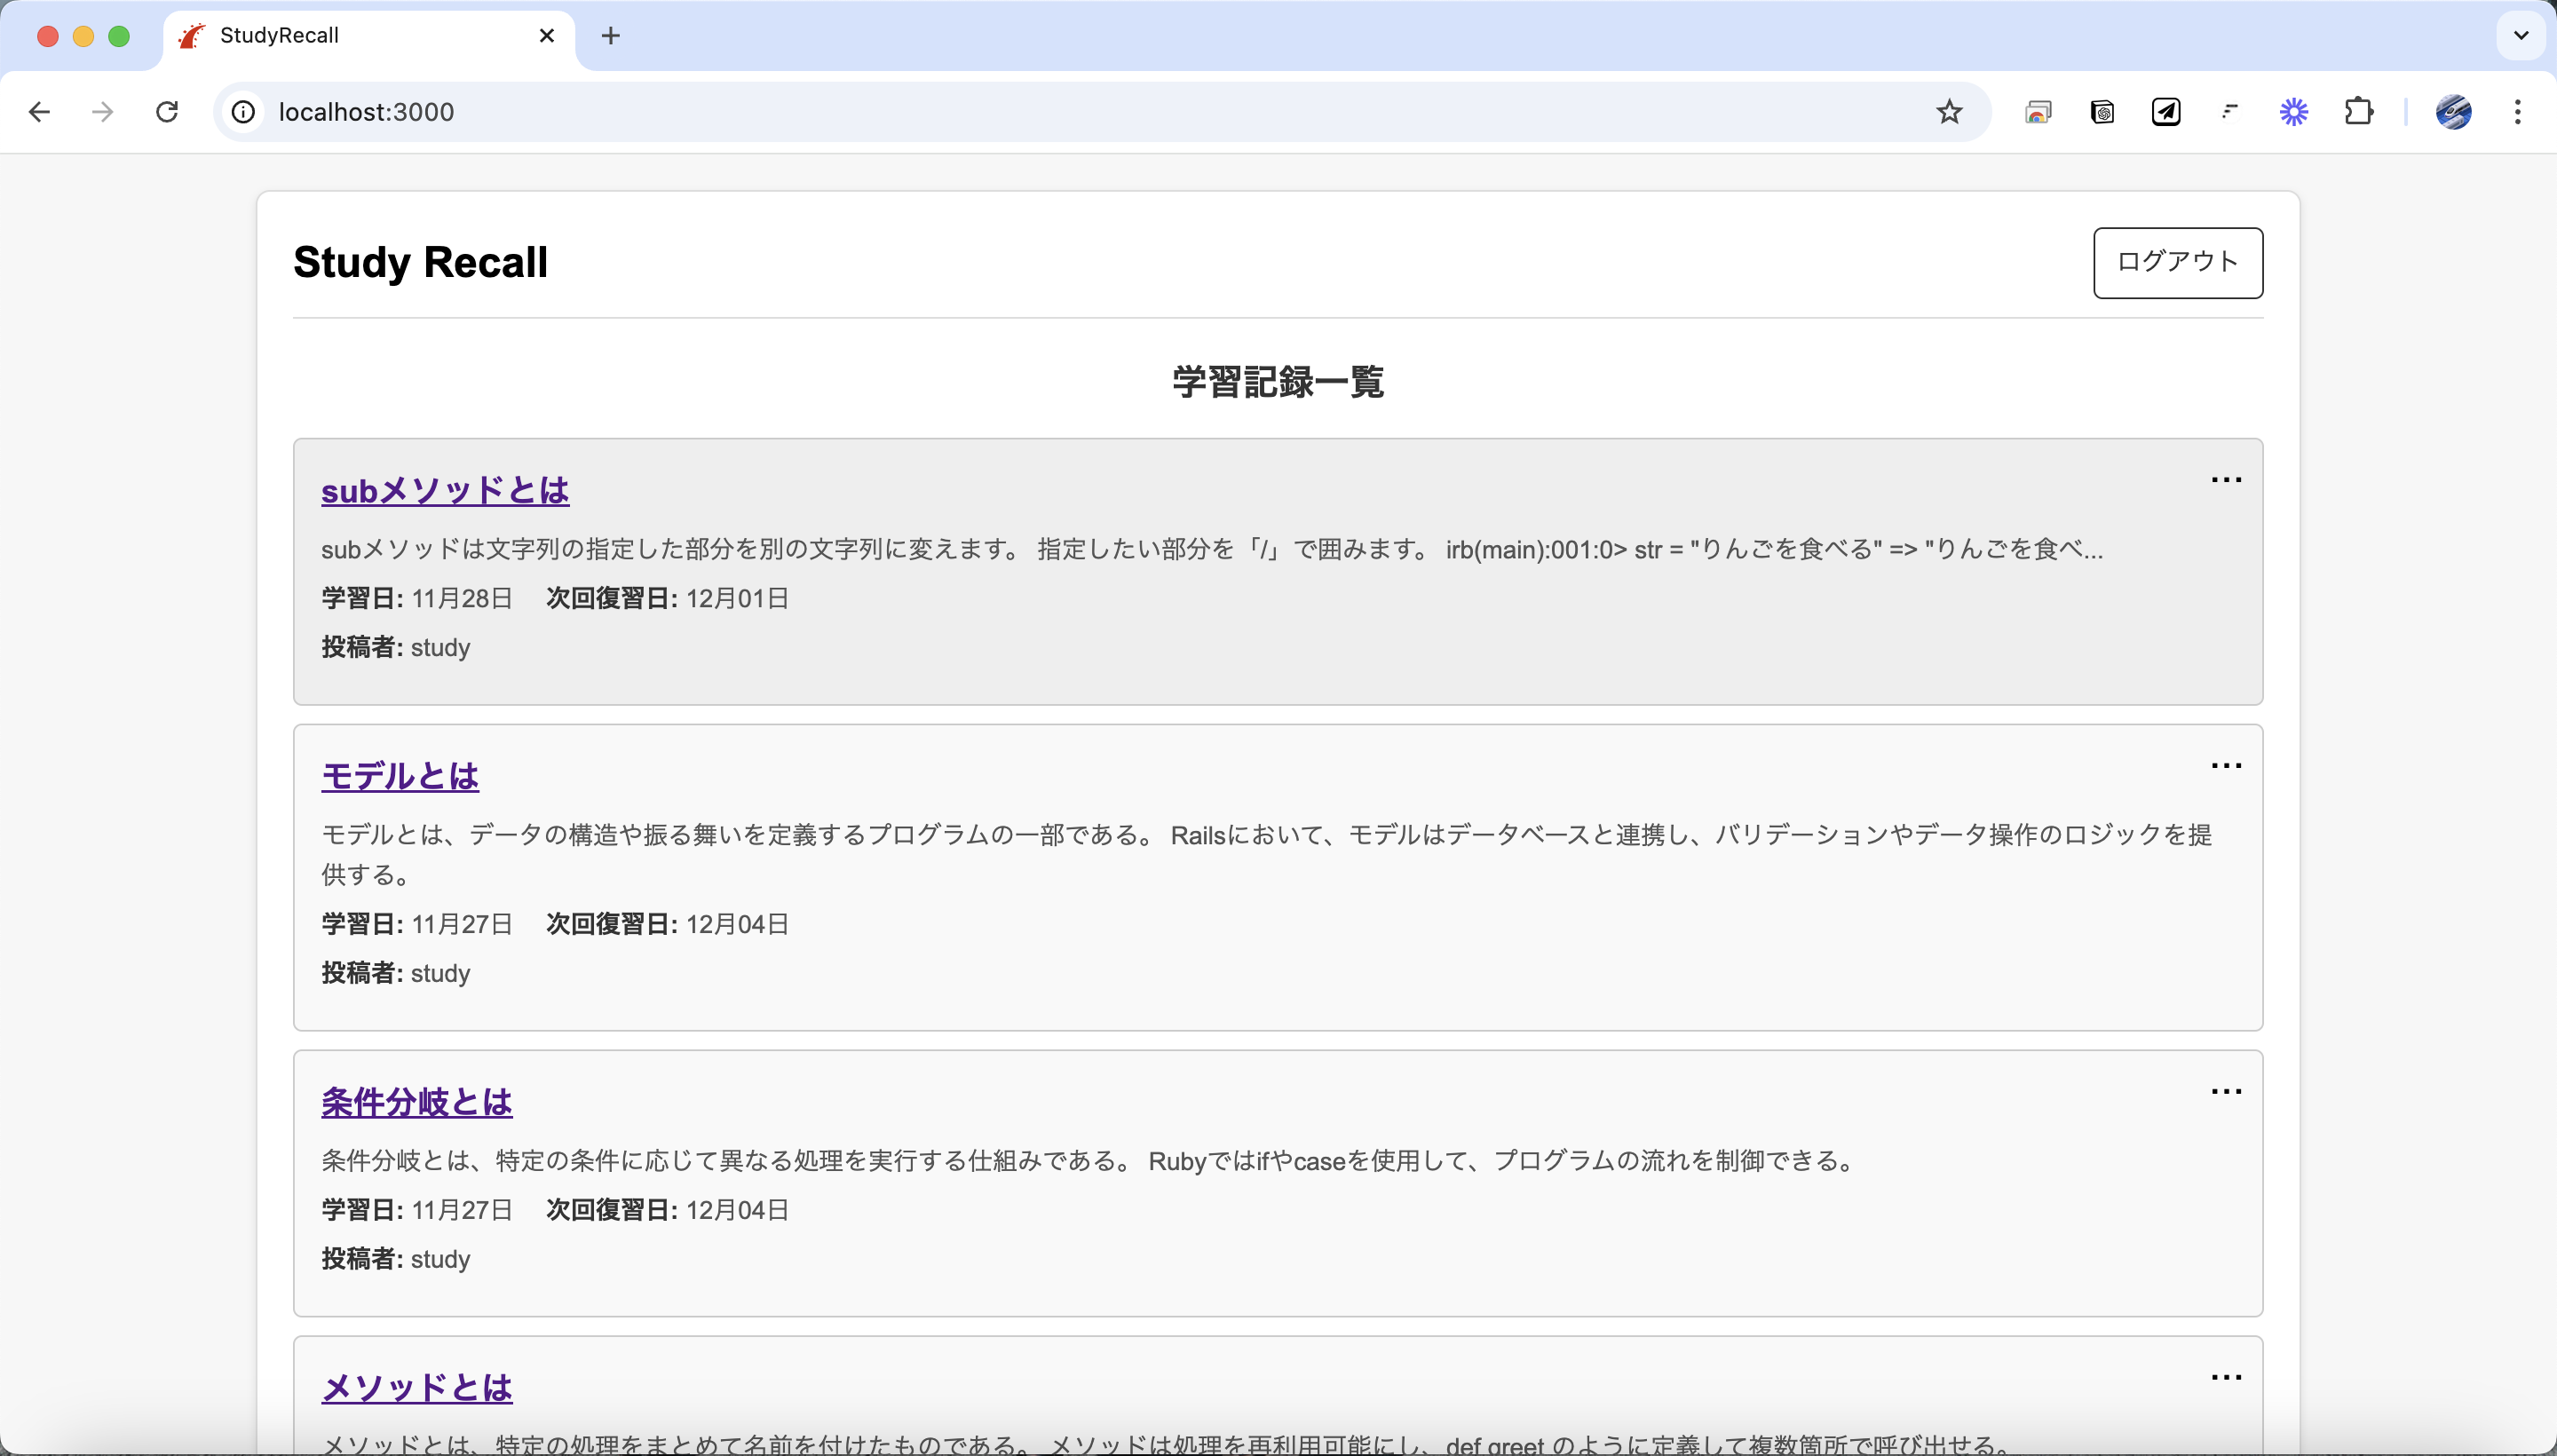 StudyRecall
localhost:3000
Study Recall
ログアウト
学習記録一覧
subメソッドとは
...
subメソッドは文字列の指定した部分を別の文字列に変えます。 指定したい部分を「/」で囲みます。 irb(main):001:0> str = "りんごを食べる" => "りんごを食べ...
学習日: 11月28日 次回復習日: 12月01日
投稿者: study
モデルとは
...
モデルとは、データの構造や振る舞いを定義するプログラムの一部である。 Railsにおいて、モデルはデータベースと連携し、バリデーションやデータ操作のロジックを提
供する。
学習日: 11月27日 次回復習日: 12月04日
投稿者: study
条件分岐とは
...
条件分岐とは、特定の条件に応じて異なる処理を実行する仕組みである。 Rubyではifやcaseを使用して、プログラムの流れを制御できる。
学習日: 11月27日 次回復習日: 12月04日
投稿者: study
メソッドとは
...
メソッドとは、特定の処理をまとめて名前を付けたものである。 メソッドは処理を再利用可能にし、def greet のように定義して複数箇所で呼び出せる。